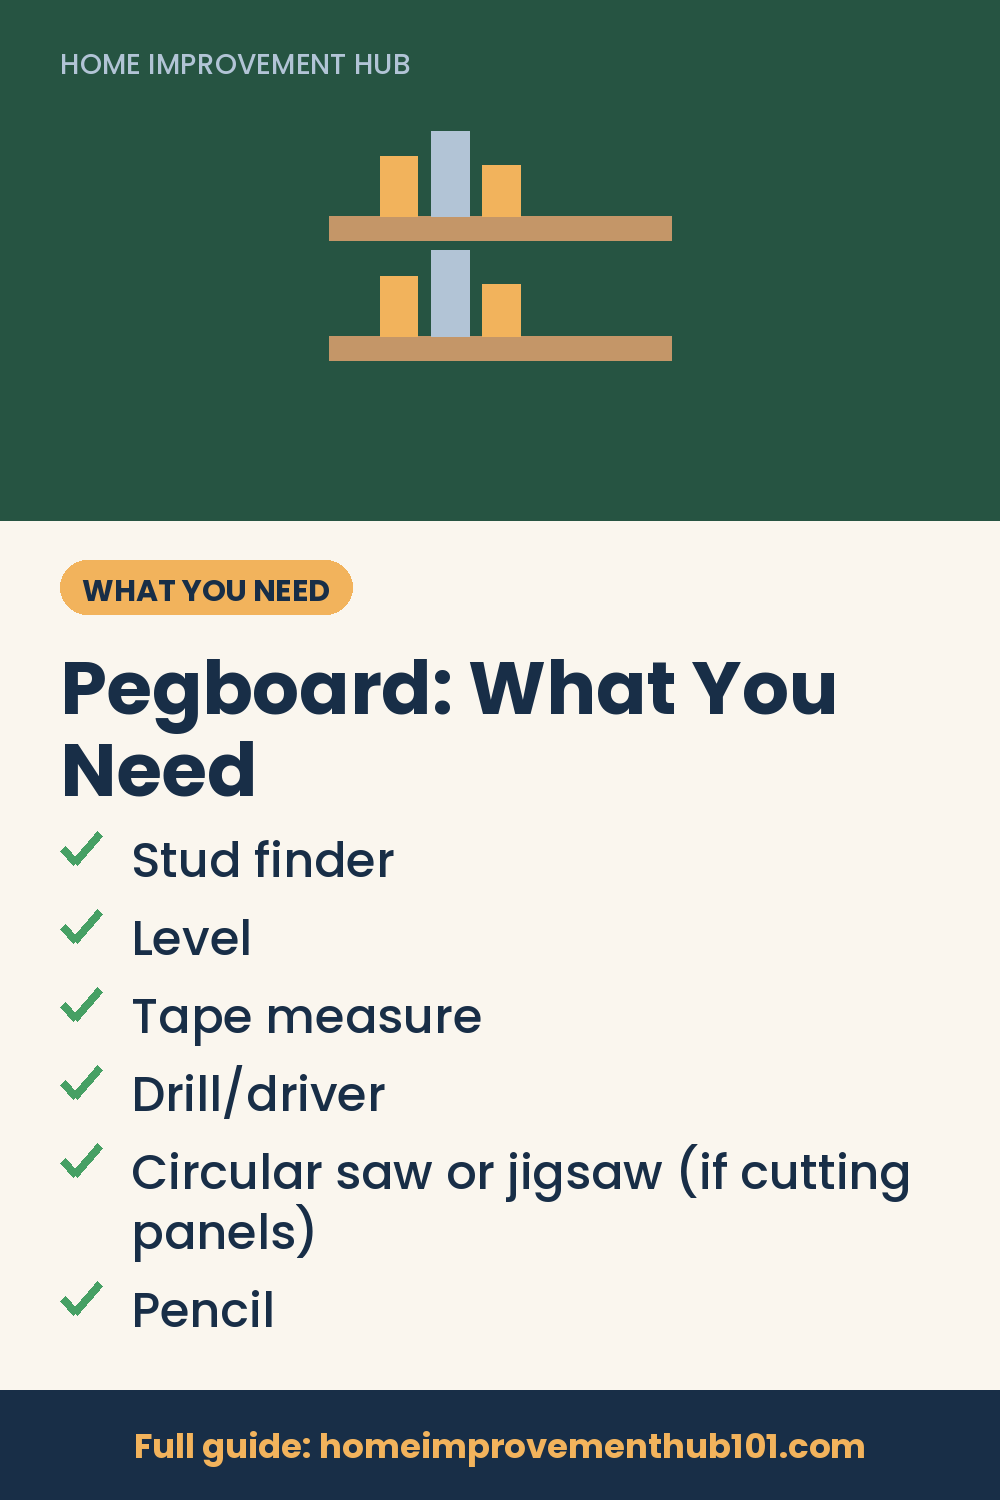 HOME IMPROVEMENT HUB
WHAT YOU NEED
Pegboard: What You
Need
Stud finder
Level
Tape measure
Drill/driver
Circular saw or jigsaw (if cutting
panels)
Pencil
Full guide: homeimprovementhub101.com